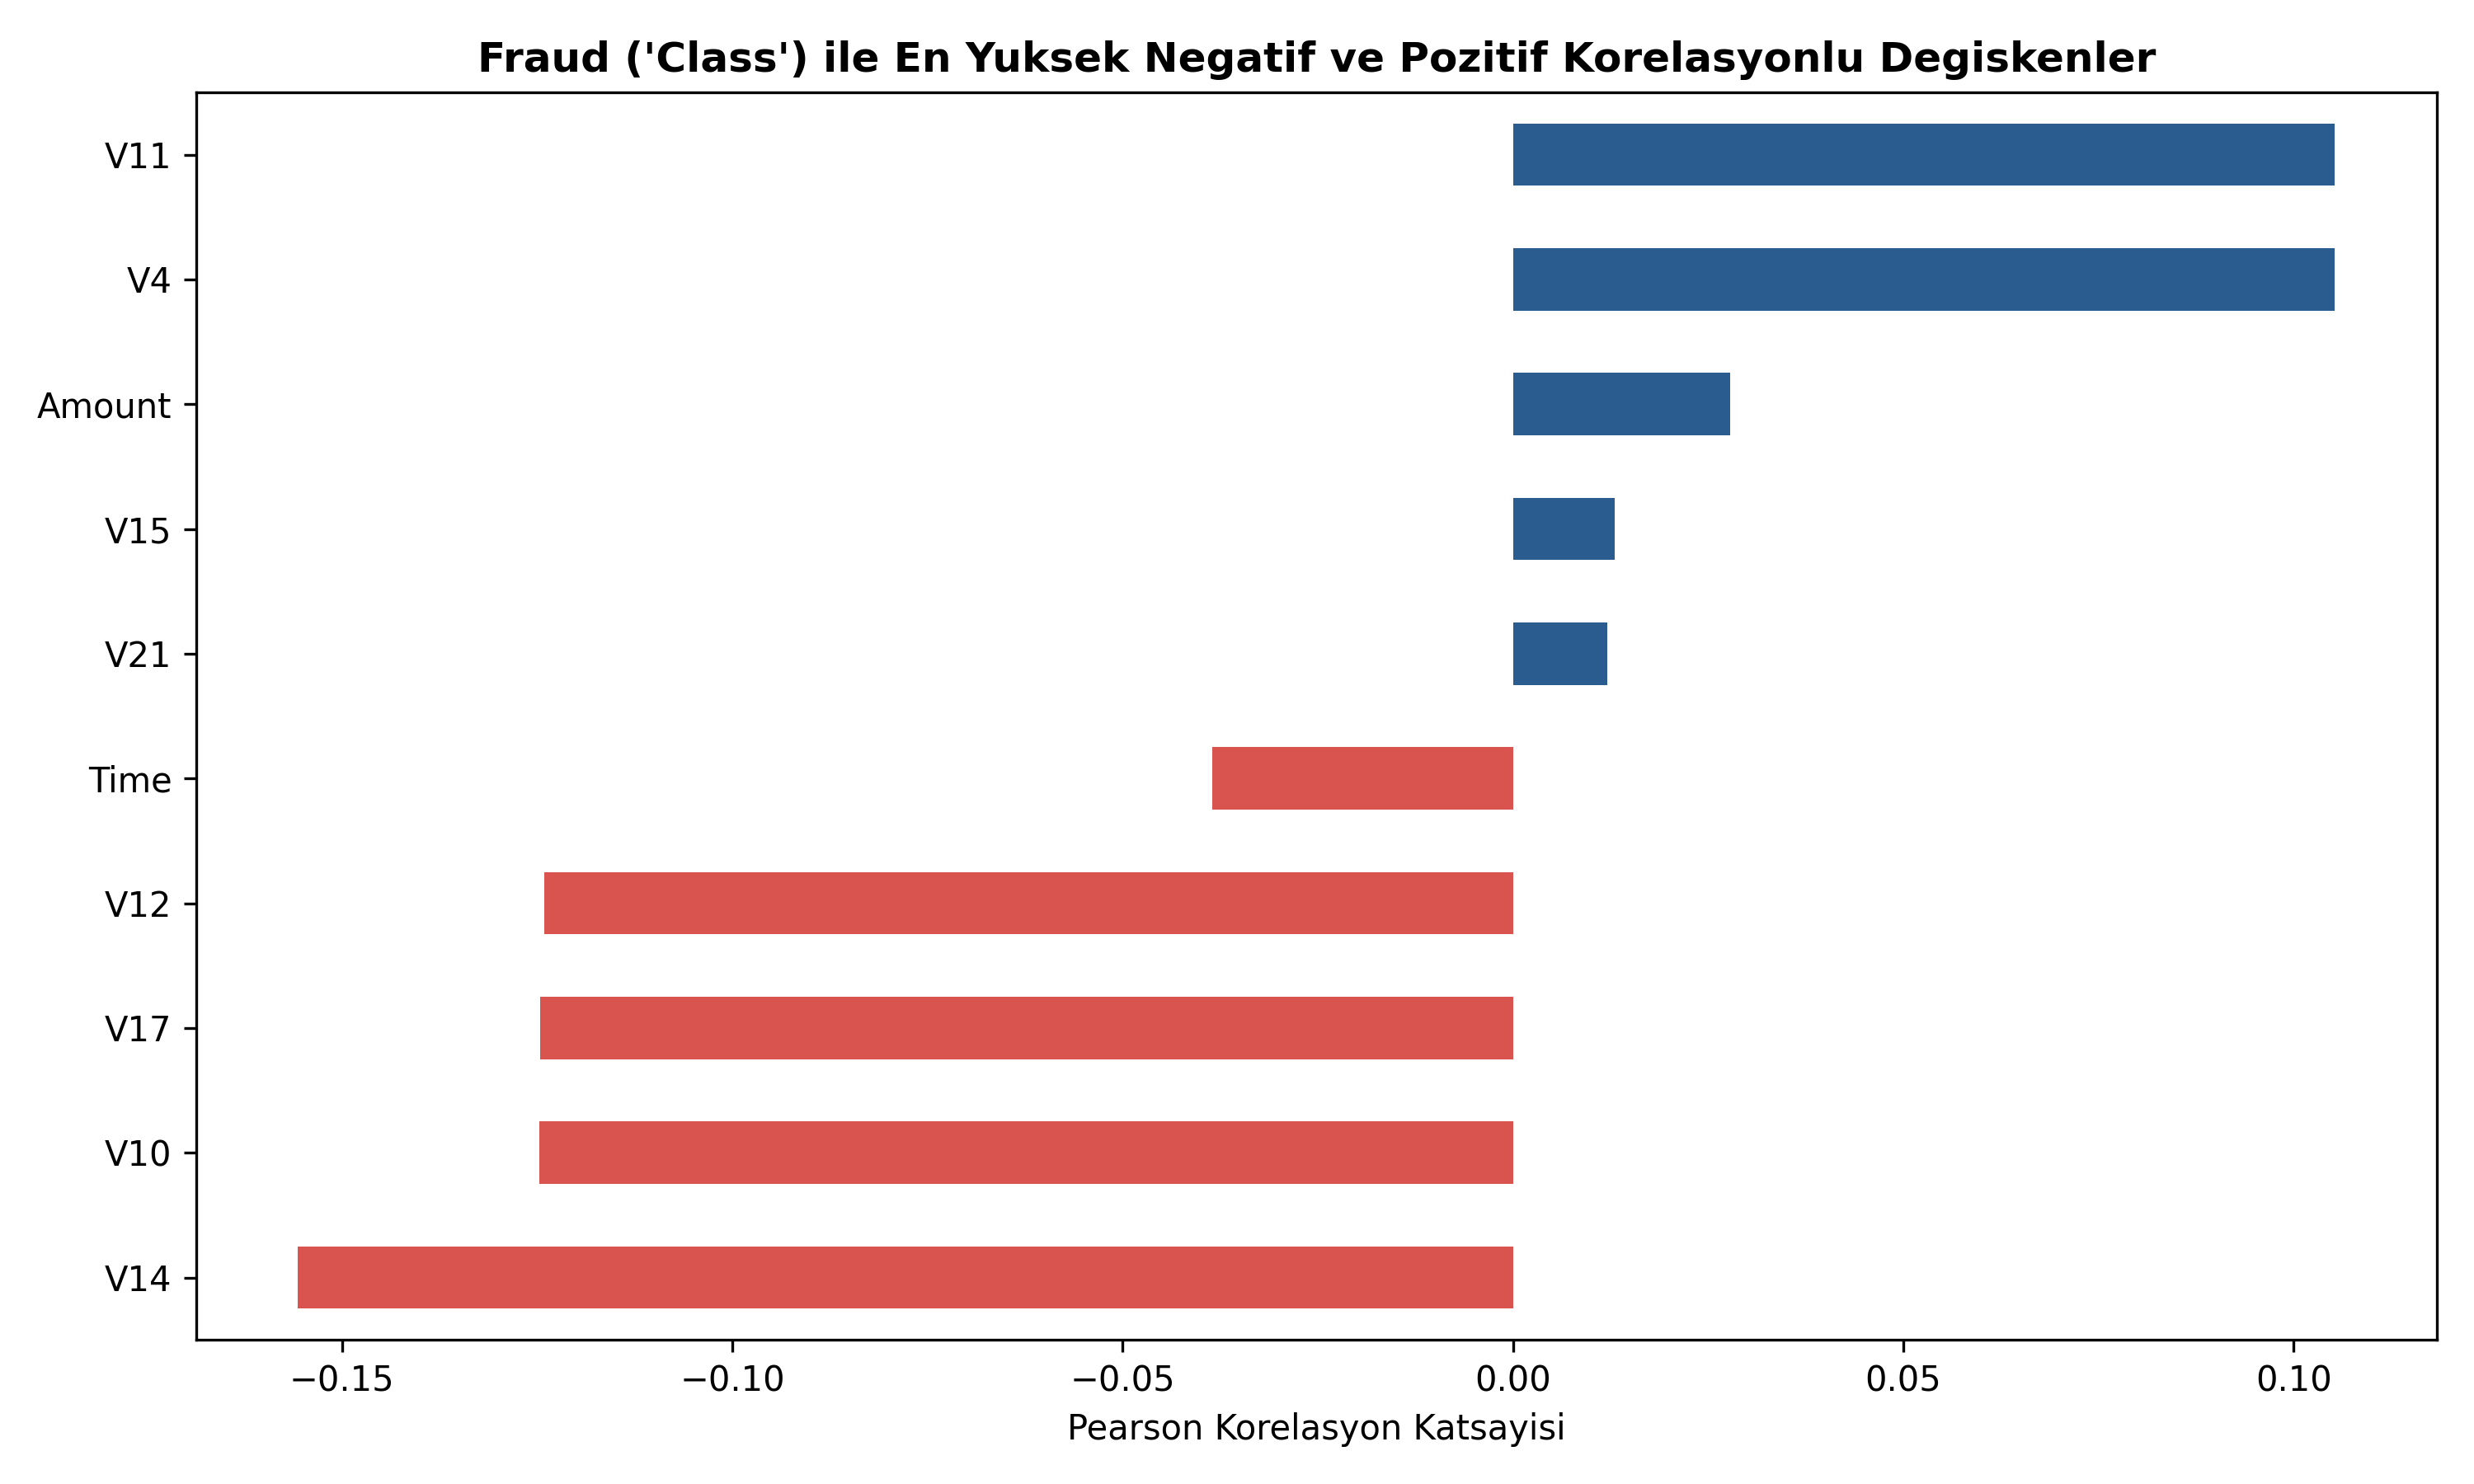 Fraud ('Class') ile En Yuksek Negatif ve Pozitif Korelasyonlu Degiskenler
V11
V4
Amount
V15
V21
Time
V12
V17
V10
V14
−0.15 −0.10 −0.05 0.00 0.05 0.10
Pearson Korelasyon Katsayisi